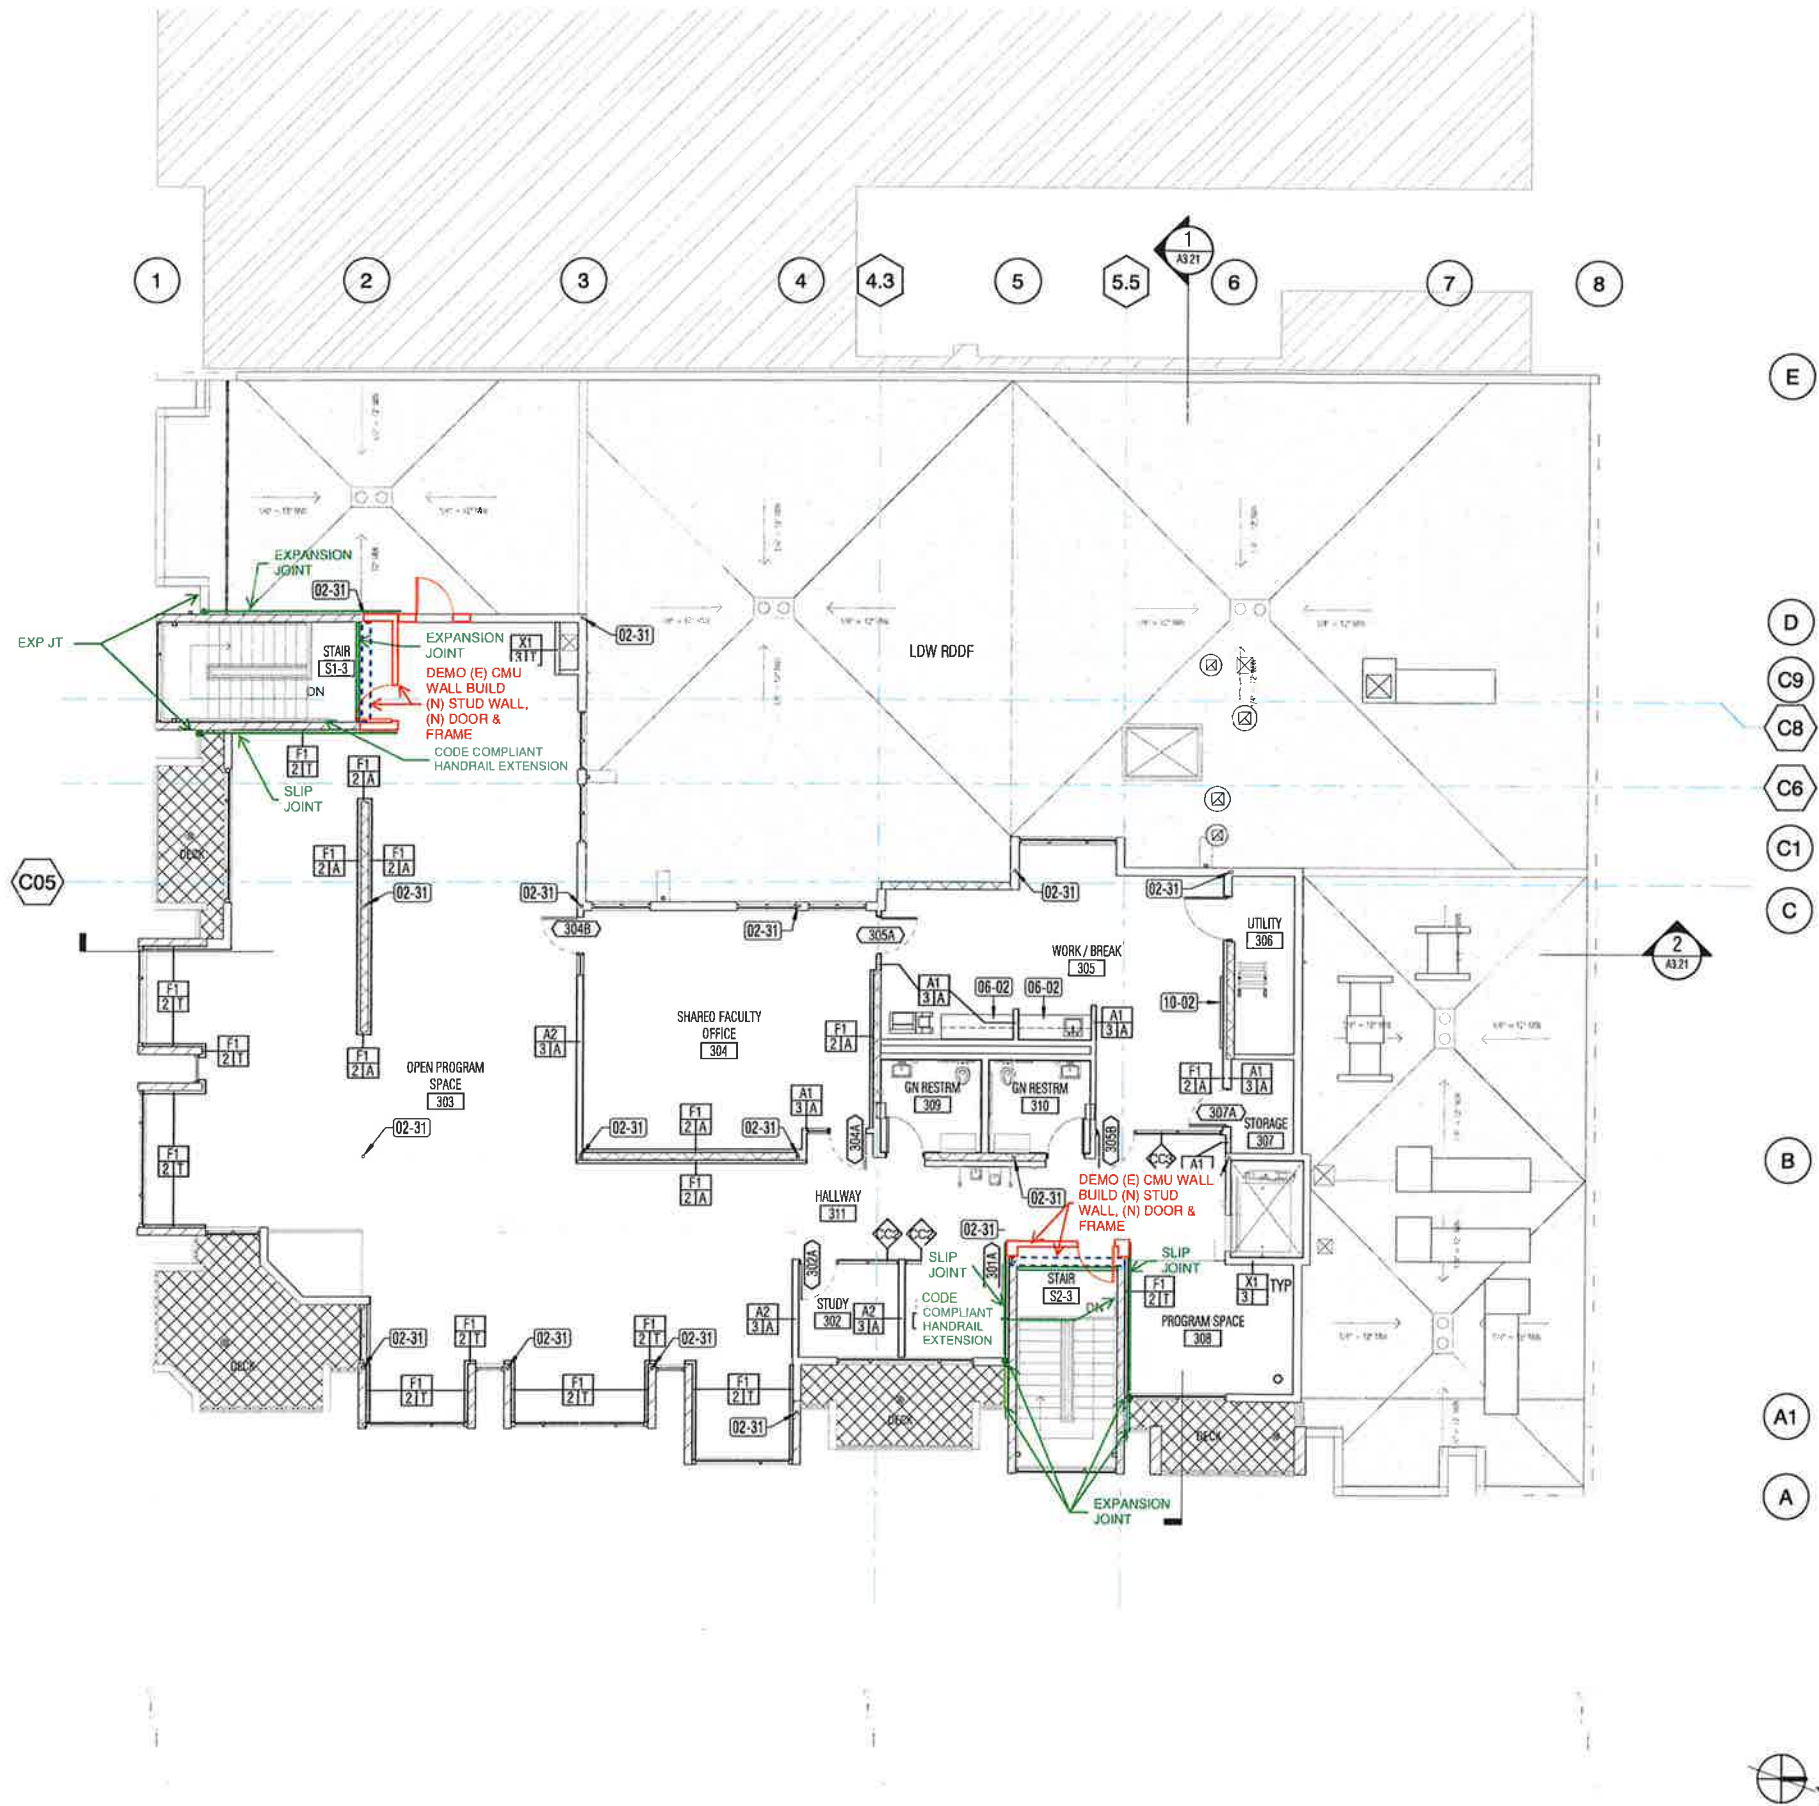 1
A3.21
1
2
3
4
4.3
5
5.5
6
7
8
E
EXPANSION
JOINT
02-31
EXP JT
STAIR
S1-3
DN
EXPANSION
JOINT
X1
3 T
02-31
DEMO (E) CMU
WALL BUILD
(N) STUD WALL,
(N) DOOR &
FRAME
CODE COMPLIANT
HANDRAIL EXTENSION
LOW ROOF
D
C9
C8
C6
C1
C
F1
2 T
F1
2 A
SLIP
JOINT
DECK
F1
2 A
F1
2 A
02-31
C05
02-31
304B
02-31
305A
02-31
02-31
UTILITY
306
WORK / BREAK
305
2
A3.21
A1
3 A
06-02
06-02
10-02
F1
2 T
A2
3 A
SHARED FACULTY
OFFICE
304
F1
2 A
A1
3 A
F1
2 T
F1
2 A
OPEN PROGRAM
SPACE
303
GN RESTRM
309
GN RESTRM
310
F1
2 A
A1
3 A
307A
STORAGE
307
02-31
F1
2 T
02-31
F1
2 A
02-31
A1
3 A
304A
305B
CC3
A1
B
F1
2 A
HALLWAY
311
02-31
DEMO (E) CMU WALL
BUILD (N) STUD
WALL, (N) DOOR &
FRAME
02-31
CC2
CC2
302A
301A
SLIP
JOINT
SLIP
JOINT
STAIR
S2-3
DN
F1
2 T
X1
3
TYP
CODE
COMPLIANT
HANDRAIL
EXTENSION
STUDY
302
A2
3 A
A2
3 A
PROGRAM SPACE
308
F1
2 T
F1
2 T
02-31
02-31
02-31
DECK
F1
2 T
F1
2 T
F1
2 T
02-31
DECK
DECK
A1
A
EXPANSION
JOINT